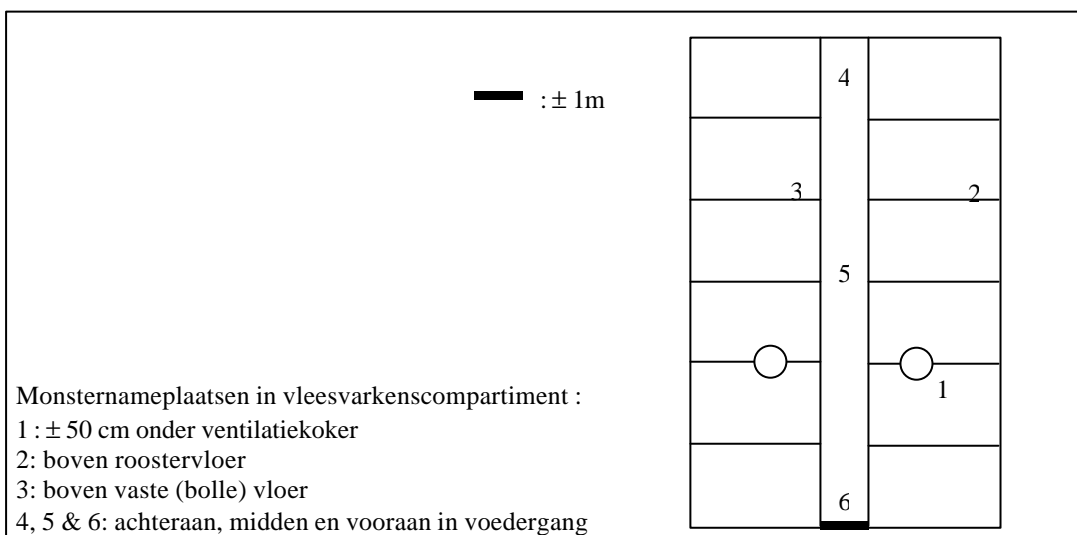 : ± 1m
4
3
2
5
1
6
Monsternameplaatsen in vleesvarkenscompartiment :
1 : ± 50 cm onder ventilatiekoker
2: boven roostervloer
3: boven vaste (bolle) vloer
4, 5 & 6: achteraan, midden en vooraan in voedergang